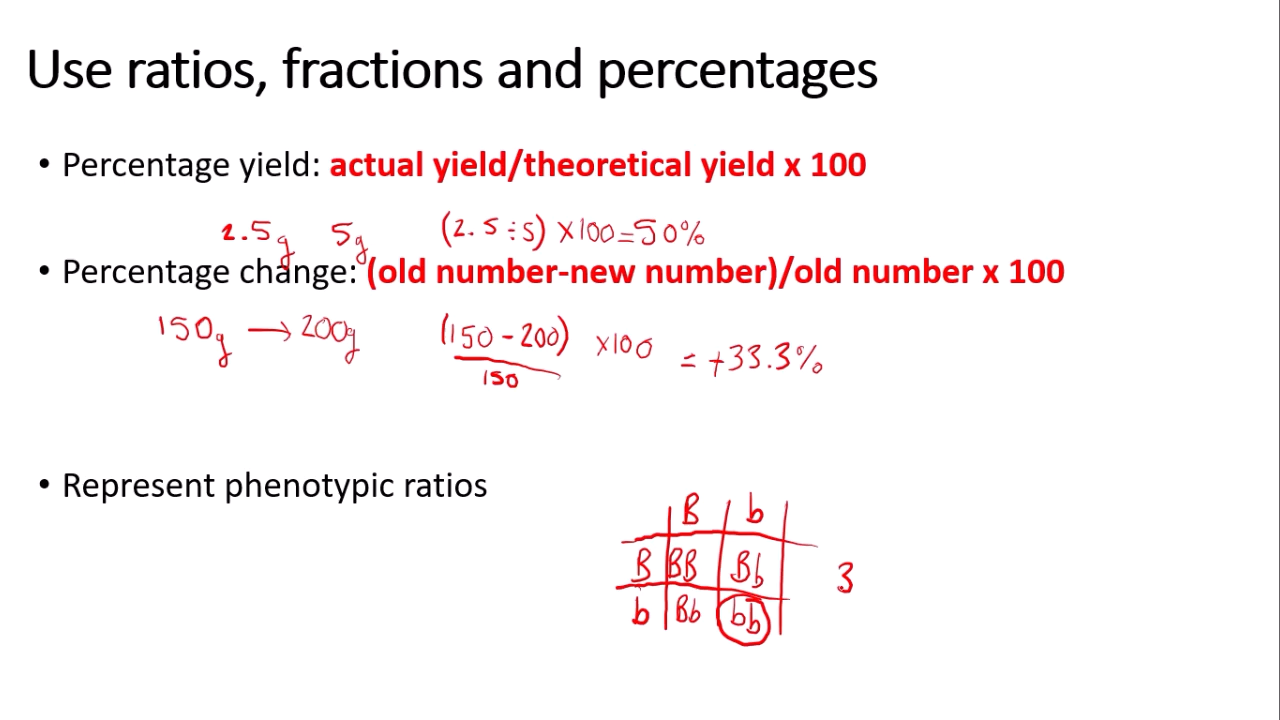 Use ratios, fractions and percentages
• Percentage yield: actual yield/theoretical yield x 100
2.5g 5g (2.5÷5) ×100=50%
• Percentage change: (old number-new number)/old number x 100
150g → 200g (150-200) ×100 = +33.3%
150
• Represent phenotypic ratios
B b
B BB Bb 3
b Bb bb